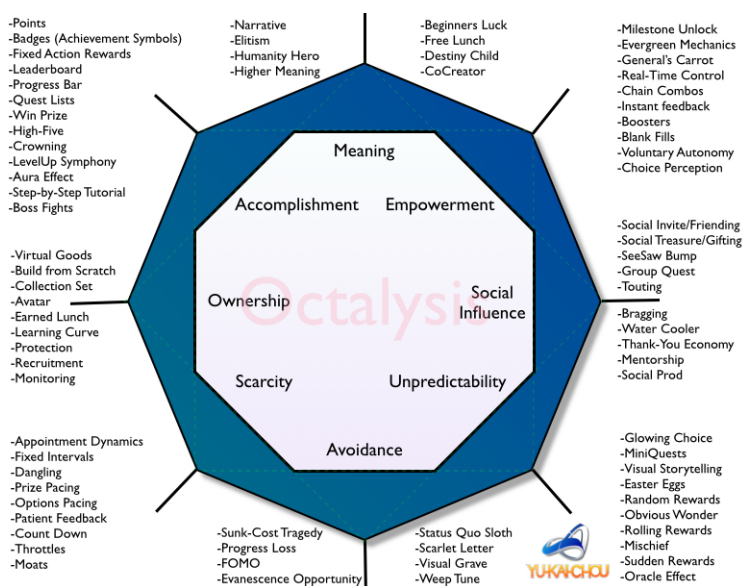 -Points
-Badges (Achievement Symbols)
-Fixed Action Rewards
-Leaderboard
-Progress Bar
-Quest Lists
-Win Prize
-High-Five
-Crowning
-LevelUp Symphony
-Aura Effect
-Step-by-Step Tutorial
-Boss Fights
-Narrative
-Elitism
-Humanity Hero
-Higher Meaning
-Beginners Luck
-Free Lunch
-Destiny Child
-CoCreator
-Milestone Unlock
-Evergreen Mechanics
-General's Carrot
-Real-Time Control
-Chain Combos
-Instant feedback
-Boosters
-Blank Fills
-Voluntary Autonomy
-Choice Perception
Meaning
Accomplishment
Empowerment
Ownership
Octalysis
Social
Influence
Scarcity
Unpredictability
Avoidance
-Virtual Goods
-Build from Scratch
-Collection Set
-Avatar
-Earned Lunch
-Learning Curve
-Protection
-Recruitment
-Monitoring
-Social Invite/Friending
-Social Treasure/Gifting
-SeeSaw Bump
-Group Quest
-Touting
-Bragging
-Water Cooler
-Thank-You Economy
-Mentorship
-Social Prod
-Appointment Dynamics
-Fixed Intervals
-Dangling
-Prize Pacing
-Options Pacing
-Patient Feedback
-Count Down
-Throttles
-Moats
-Sunk-Cost Tragedy
-Progress Loss
-FOMO
-Evanescence Opportunity
-Status Quo Sloth
-Scarlet Letter
-Visual Grave
-Weep Tune
-Glowing Choice
-MiniQuests
-Visual Storytelling
-Easter Eggs
-Random Rewards
-Obvious Wonder
-Rolling Rewards
-Mischief
-Sudden Rewards
-Oracle Effect
YU-KAI-CHOU